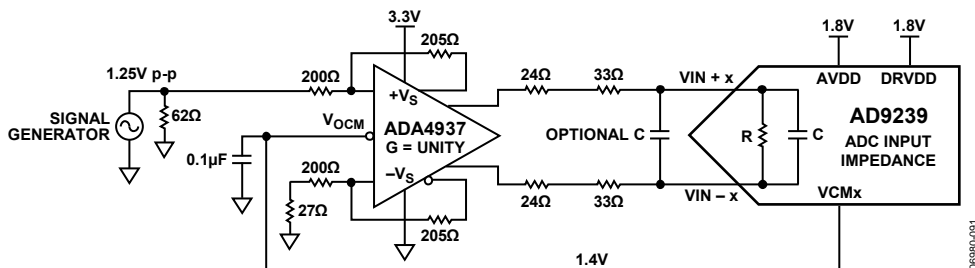 3.3V
205Ω
1.8V
1.8V
1.25V p-p
200Ω
+VS
24Ω
33Ω
VIN + x
AVDD
DRVDD
SIGNAL
GENERATOR
62Ω
VOCM
ADA4937
G = UNITY
OPTIONAL C
R
C
AD9239
ADC INPUT
IMPEDANCE
0.1µF
200Ω
–VS
27Ω
205Ω
24Ω
33Ω
VIN – x
VCMx
1.4V
06980-091